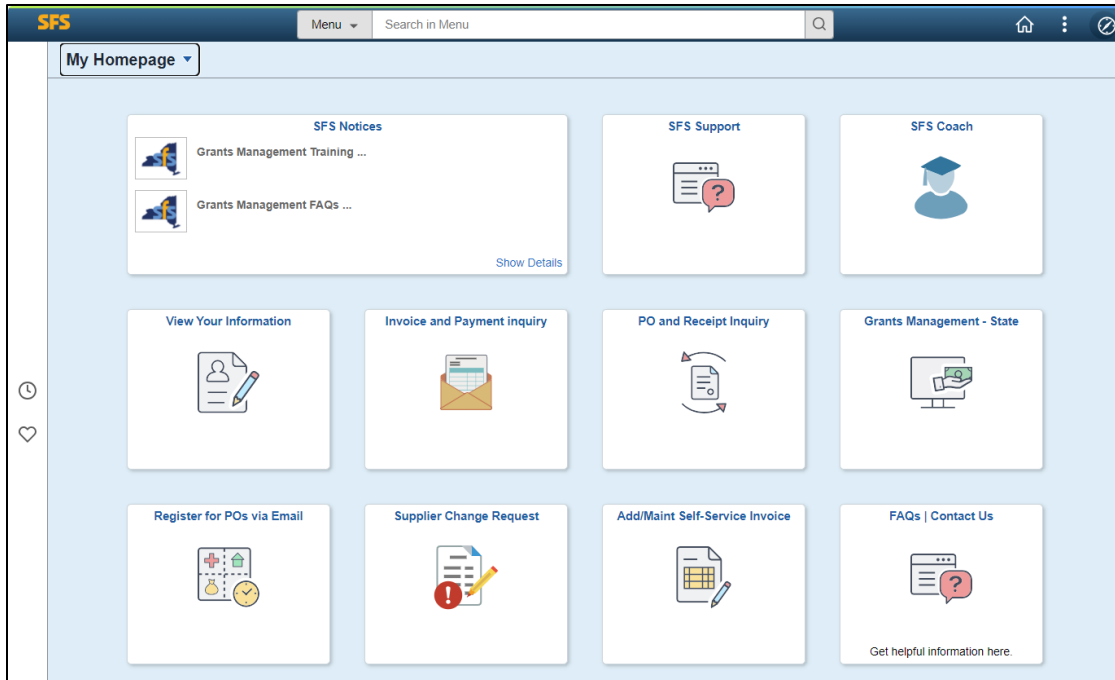 SFS
Menu
Search in Menu
My Homepage
SFS Notices
Grants Management Training ...
Grants Management FAQs ...
Show Details
SFS Support
SFS Coach
View Your Information
Invoice and Payment inquiry
PO and Receipt Inquiry
Grants Management - State
Register for POs via Email
Supplier Change Request
Add/Maint Self-Service Invoice
FAQs | Contact Us
Get helpful information here.